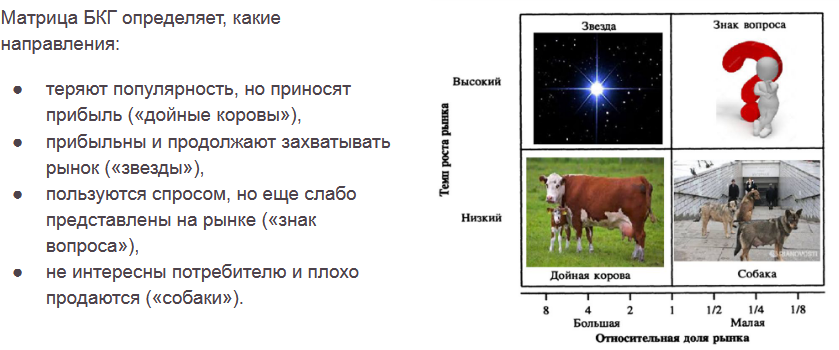 Матрица БКГ определяет, какие
направления:
● теряют популярность, но приносят
прибыль («дойные коровы»),
● прибыльны и продолжают захватывать
рынок («звезды»),
● пользуются спросом, но еще слабо
представлены на рынке («знак
вопроса»),
● не интересны потребителю и плохо
продаются («собаки»).
Звезда
Знак вопроса
Высокий
Темп роста рынка
Низкий
Дойная корова
Собака
8 4 2 1 1/2 1/4 1/8
Большая Малая
Относительная доля рынка